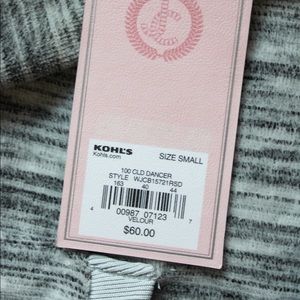 KOHL'S
Kohls.com
SIZE SMALL
100 CLD DANCER
STYLE WJCB15721RSD
163 40 44
4 00987 07123 7
VELOUR
$60.00